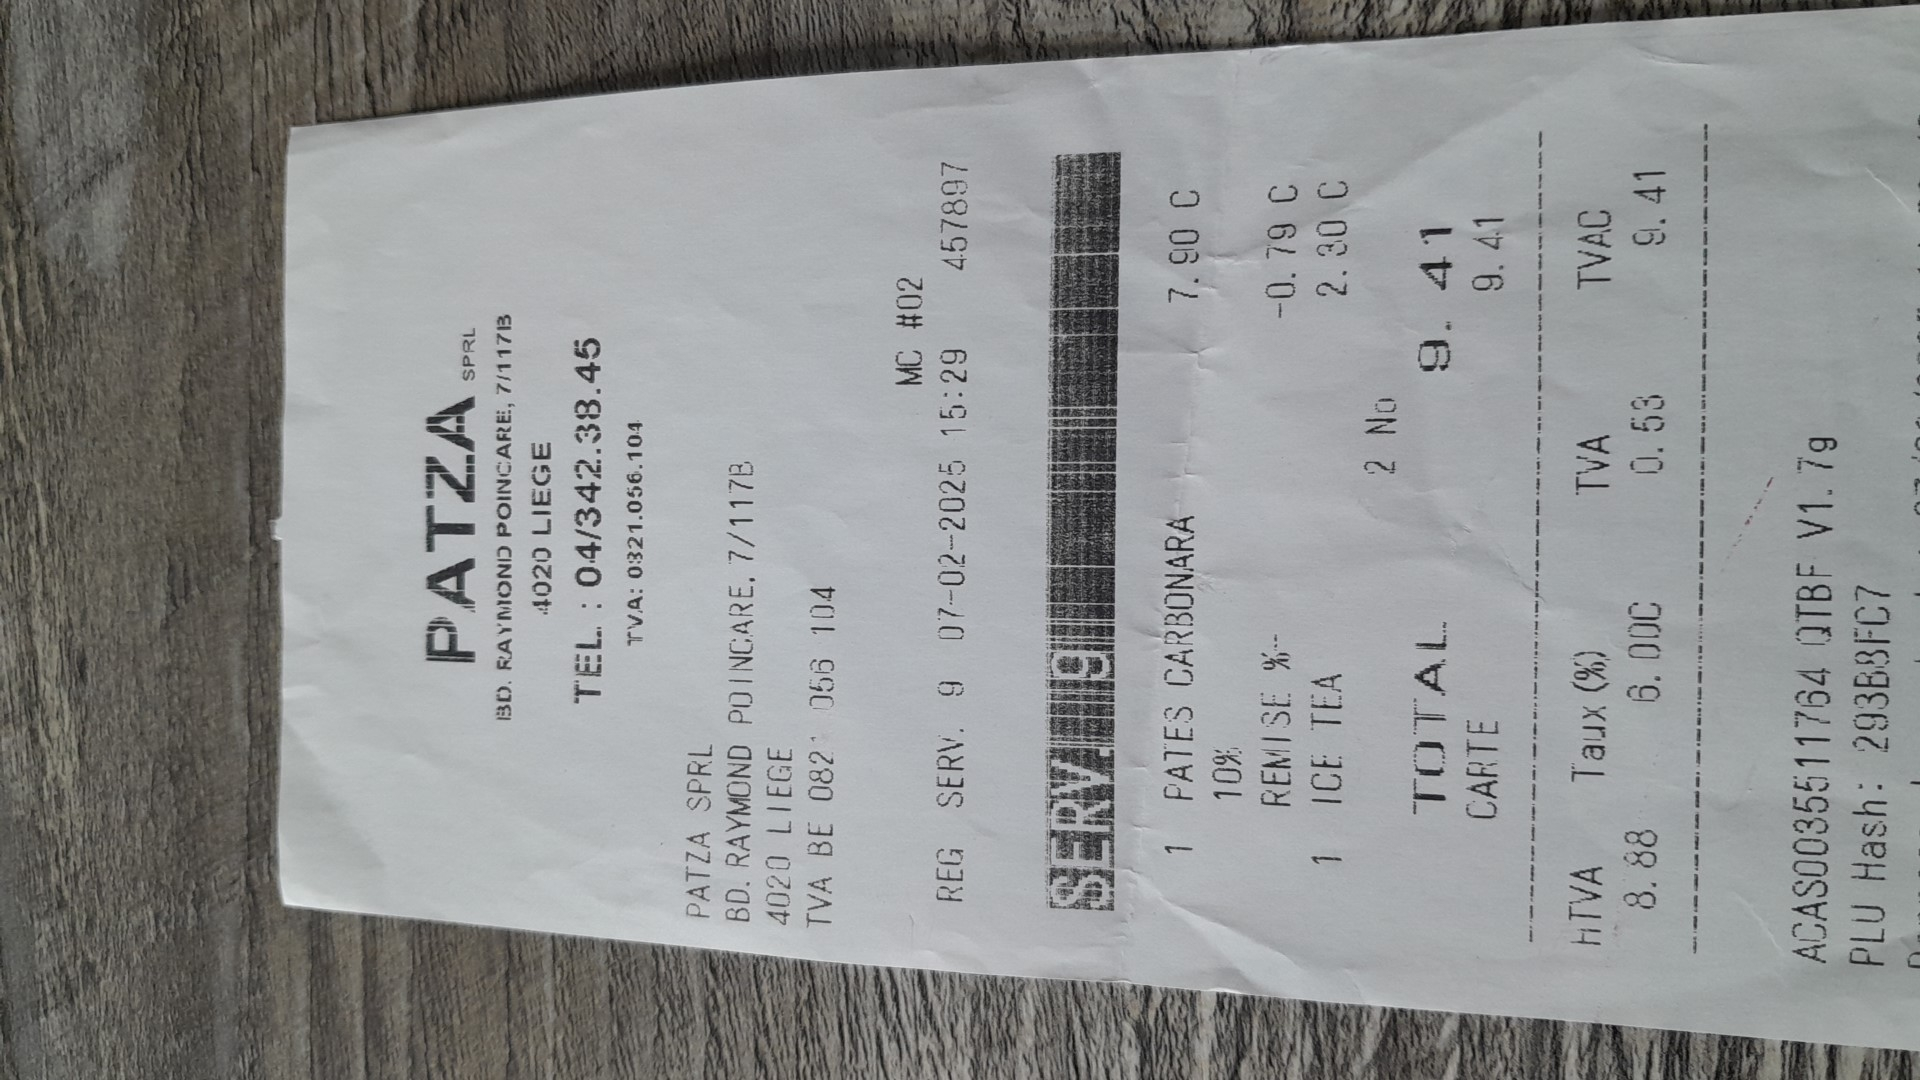 PATZA SPRL
BD. RAYMOND POINCARE, 7/117B
4020 LIEGE
TEL. : 04/342.38.45
TVA: 0821.056.104
PATZA SPRL
BD. RAYMOND POINCARE, 7/117B
4020 LIEGE
TVA BE 0821 056 104
MC #02
REG SERV. 9 07-02-2025 15:29 457897
SERV. 9
1 PATES CARBONARA 7.90 C
10%
REMISE %- -0.79 C
1 ICE TEA 2.30 C
2 No
TOTAL 9.41
CARTE 9.41
HTVA Taux (%) TVA TVAC
8.88 6.00C 0.53 9.41
ACAS0035511764 QTBF V1.7g
PLU Hash: 293B8FC7